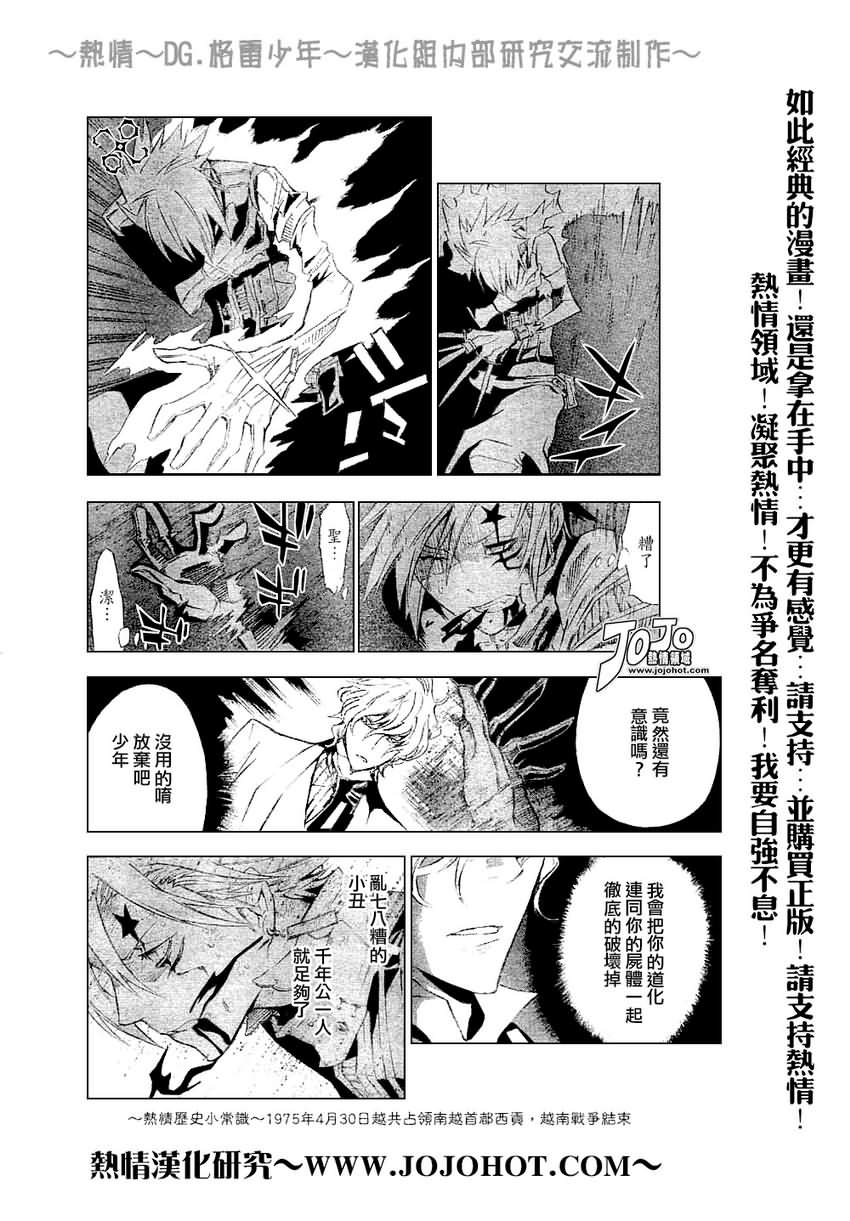 ～熱情～DG.格雷少年～漢化組內部研究交流制作～
如此經典的漫畫！還是拿在手中…才更有感覺…請支持…並購買正版！請支持熱情！
熱情領域！凝聚熱情！不為爭名奪利！我要自強不息！
糟了
聖…
潔…
JOJO
熱情領域
www.jojohot.com
竟然還有
意識嗎？
沒用的唷
放棄吧
少年
我會把你的道化
連同你的屍體一起
徹底的破壞掉
亂七八糟的
小丑
千年公一人
就足夠了
～熱情歷史小常識～1975年4月30日越共占領南越首都西貢，越南戰爭結束
熱情漢化研究～WWW.JOJOHOT.COM～